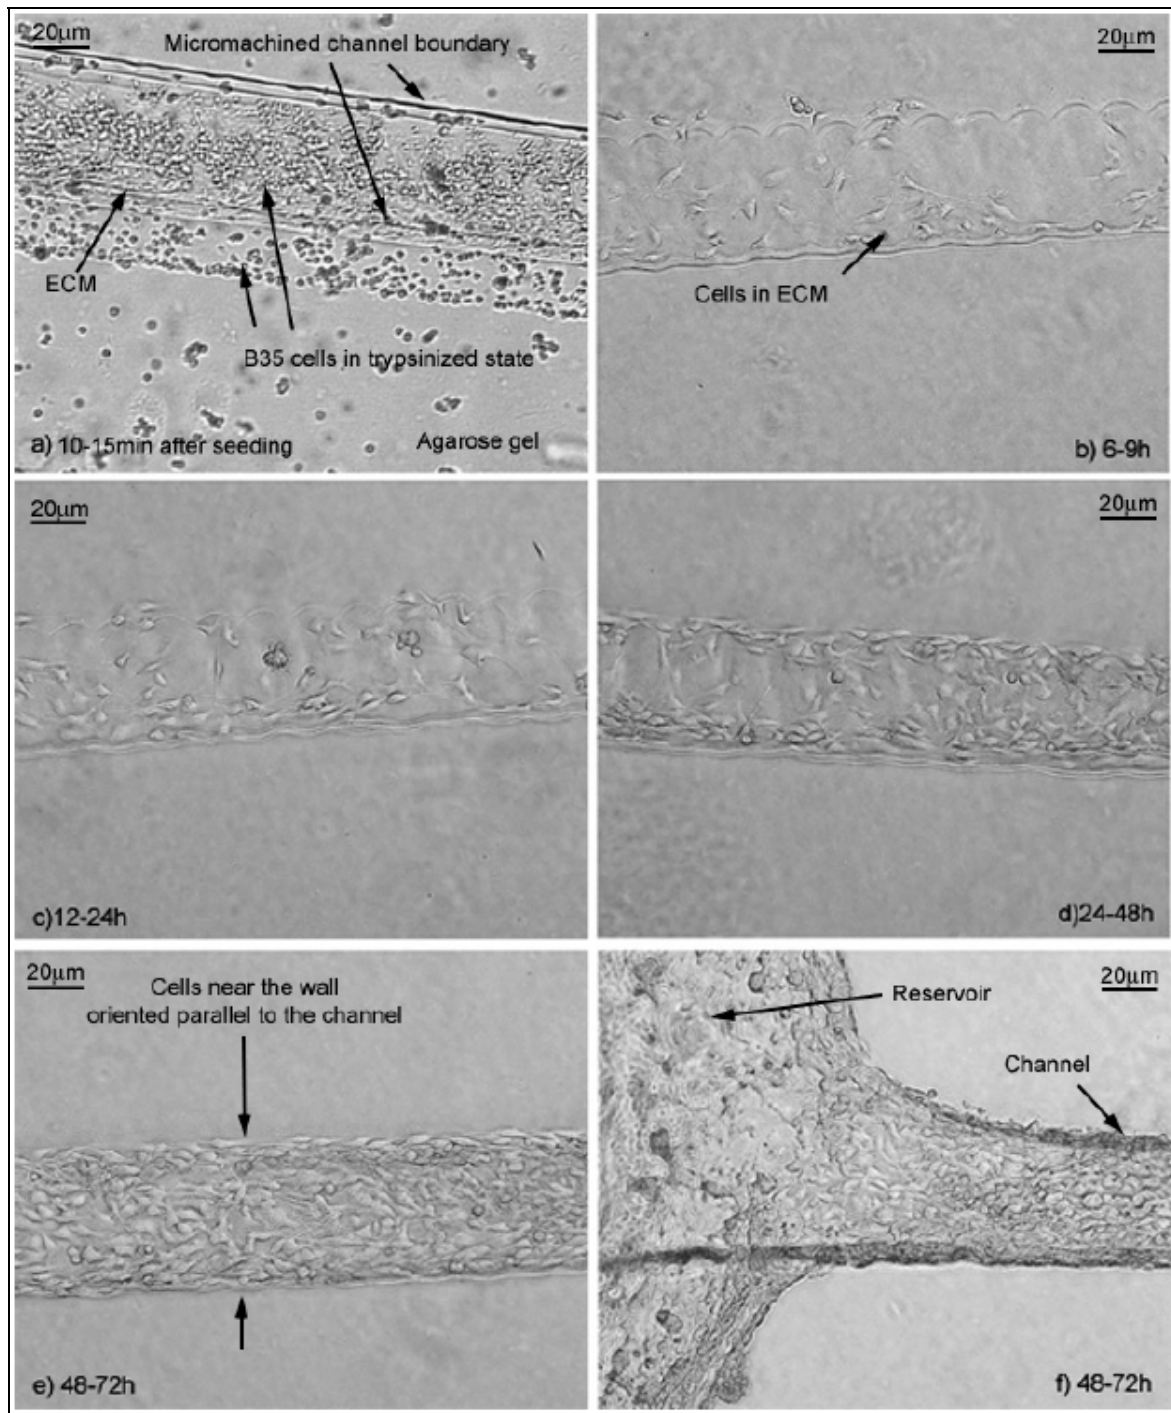 20μm
Micromachined channel boundary
ECM
B35 cells in trypsinized state
a) 10-15min after seeding
Agarose gel
20μm
Cells in ECM
b) 6-9h
20μm
c)12-24h
20μm
d)24-48h
20μm
Cells near the wall
oriented parallel to the channel
e) 48-72h
20μm
Reservoir
Channel
f) 48-72h